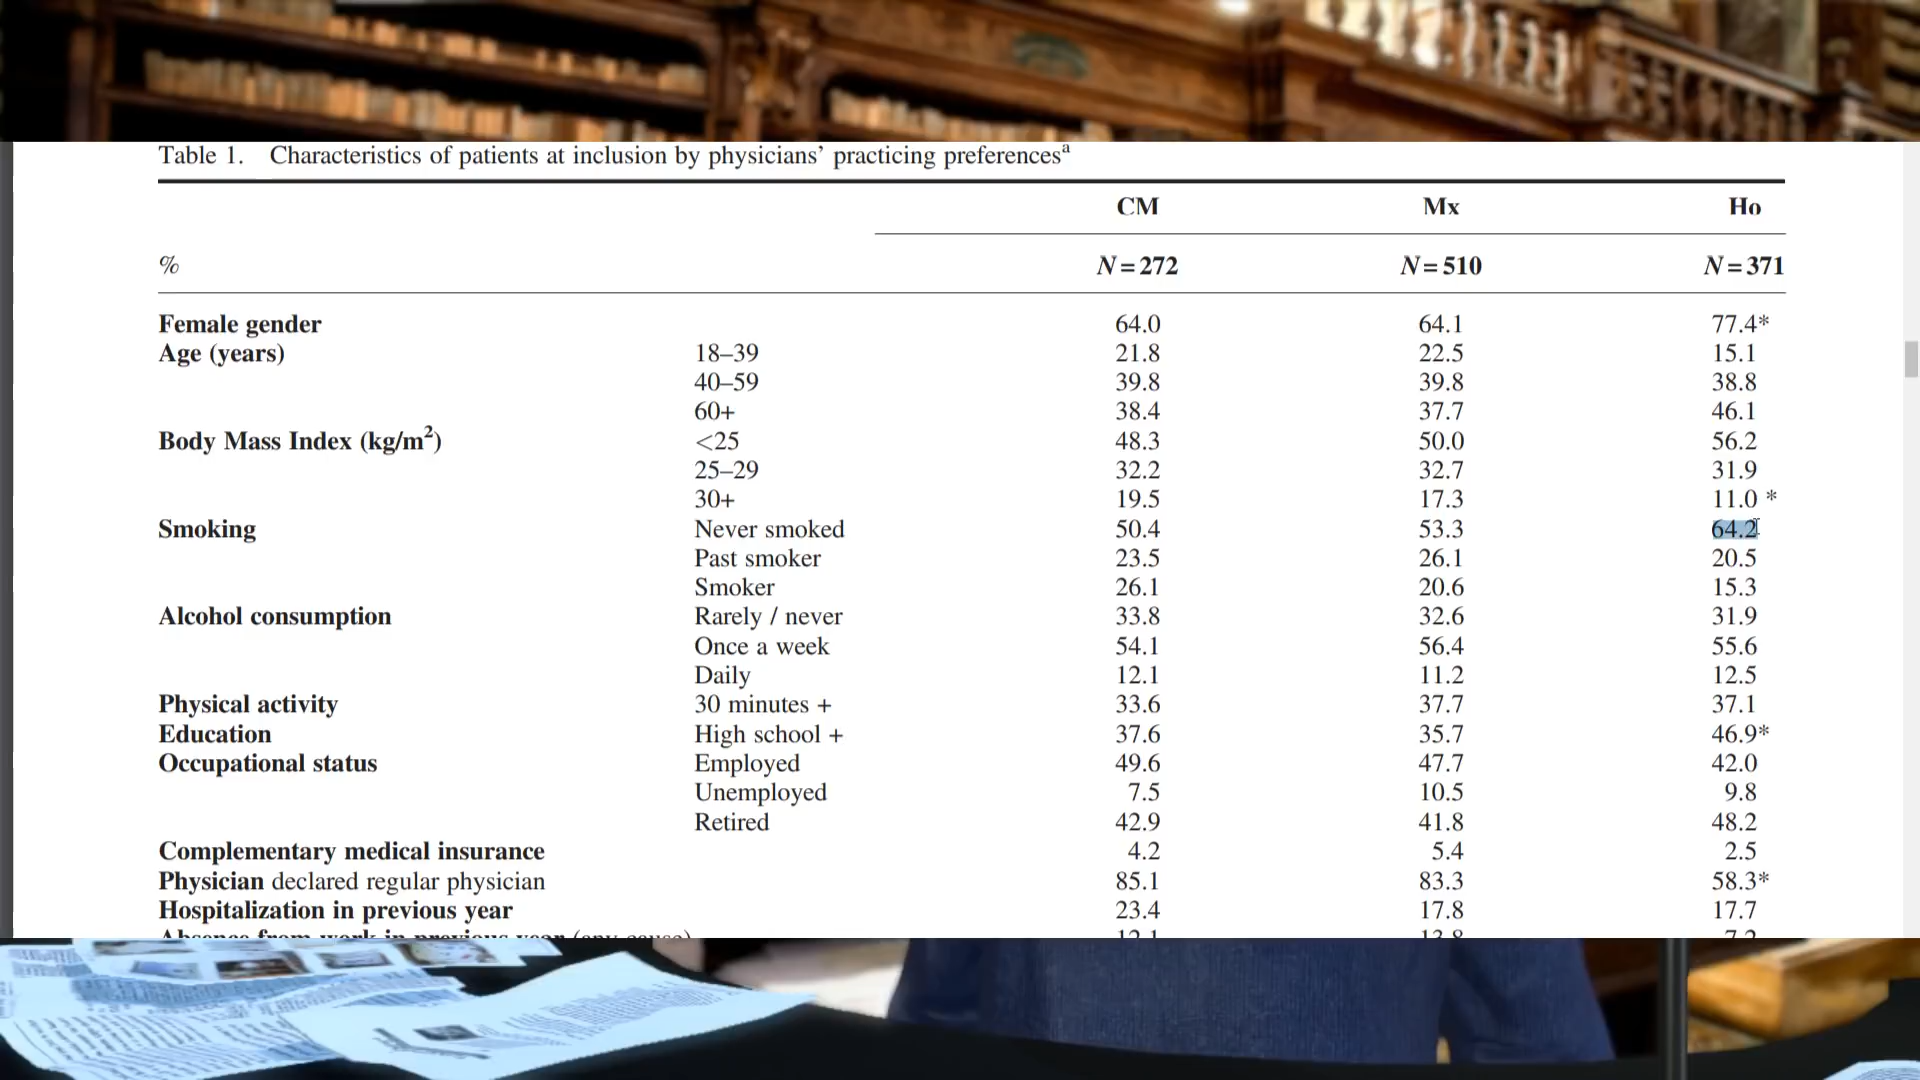 Table 1. Characteristics of patients at inclusion by physicians’ practicing preferencesa
CM Mx Ho
% N=272 N=510 N=371
Female gender 64.0 64.1 77.4*
Age (years) 18–39 21.8 22.5 15.1
40–59 39.8 39.8 38.8
60+ 38.4 37.7 46.1
Body Mass Index (kg/m2) <25 48.3 50.0 56.2
25–29 32.2 32.7 31.9
30+ 19.5 17.3 11.0 *
Smoking Never smoked 50.4 53.3 64.2
Past smoker 23.5 26.1 20.5
Smoker 26.1 20.6 15.3
Alcohol consumption Rarely / never 33.8 32.6 31.9
Once a week 54.1 56.4 55.6
Daily 12.1 11.2 12.5
Physical activity 30 minutes + 33.6 37.7 37.1
Education High school + 37.6 35.7 46.9*
Occupational status Employed 49.6 47.7 42.0
Unemployed 7.5 10.5 9.8
Retired 42.9 41.8 48.2
Complementary medical insurance 4.2 5.4 2.5
Physician declared regular physician 85.1 83.3 58.3*
Hospitalization in previous year 23.4 17.8 17.7
Absence from work in previous year (any cause)